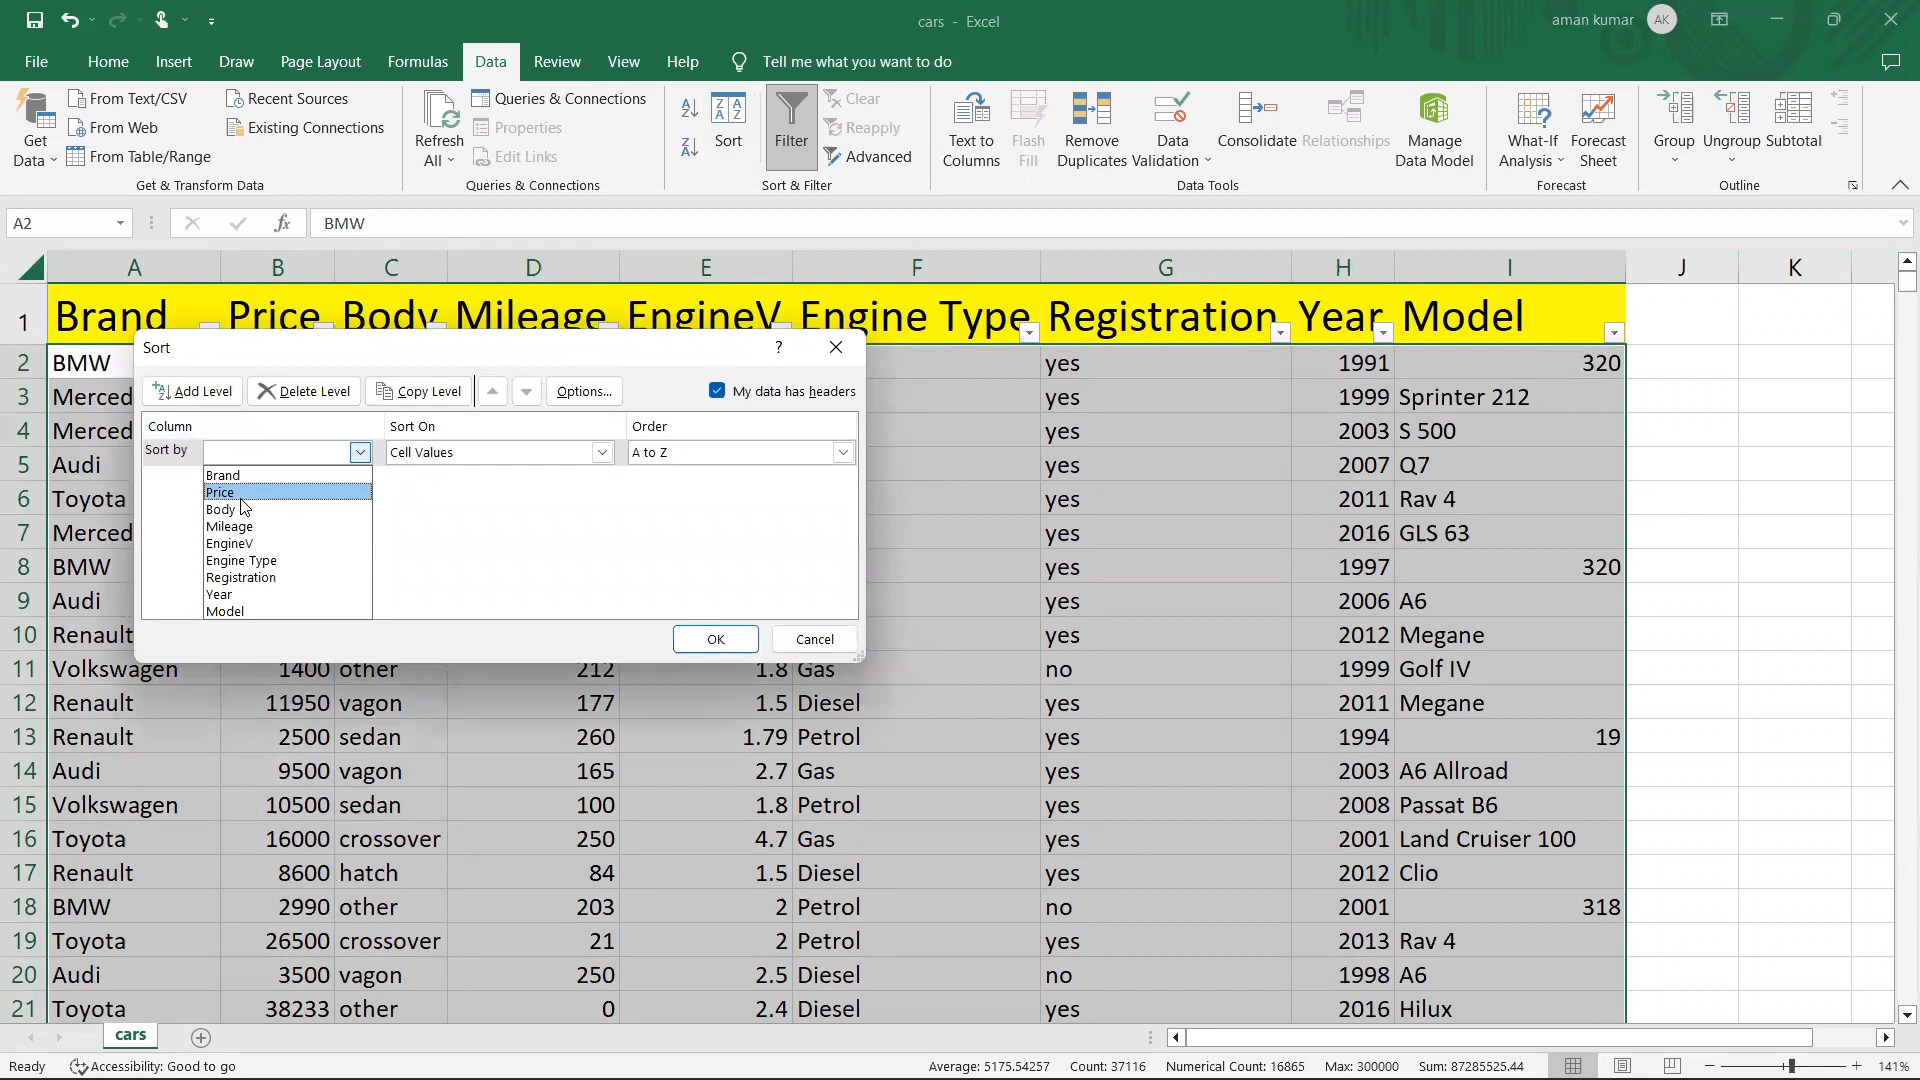 cars - Excel
aman kumar AK
File Home Insert Draw Page Layout Formulas Data Review View Help Tell me what you want to do
Get Data
From Text/CSV
From Web
From Table/Range
Recent Sources
Existing Connections
Get & Transform Data
Refresh All
Queries & Connections
Properties
Edit Links
Queries & Connections
Sort
Filter
Clear
Reapply
Advanced
Sort & Filter
Text to Columns
Flash Fill
Remove Duplicates
Data Validation
Consolidate
Relationships
Manage Data Model
Data Tools
What-If Analysis
Forecast Sheet
Forecast
Group
Ungroup
Subtotal
Outline
A2 fx BMW
A B C D E F G H I J K
1 Brand Price Body Mileage EngineV Engine Type Registration Year Model
2 BMW yes 1991 320
3 Merced yes 1999 Sprinter 212
4 Merced yes 2003 S 500
5 Audi yes 2007 Q7
6 Toyota yes 2011 Rav 4
7 Merced yes 2016 GLS 63
8 BMW yes 1997 320
9 Audi yes 2006 A6
10 Renault yes 2012 Megane
11 Volkswagen 1400 other 212 1.8 Gas no 1999 Golf IV
12 Renault 11950 vagon 177 1.5 Diesel yes 2011 Megane
13 Renault 2500 sedan 260 1.79 Petrol yes 1994 19
14 Audi 9500 vagon 165 2.7 Gas yes 2003 A6 Allroad
15 Volkswagen 10500 sedan 100 1.8 Petrol yes 2008 Passat B6
16 Toyota 16000 crossover 250 4.7 Gas yes 2001 Land Cruiser 100
17 Renault 8600 hatch 84 1.5 Diesel yes 2012 Clio
18 BMW 2990 other 203 2 Petrol no 2001 318
19 Toyota 26500 crossover 21 2 Petrol yes 2013 Rav 4
20 Audi 3500 vagon 250 2.5 Diesel no 1998 A6
21 Toyota 38233 other 0 2.4 Diesel yes 2016 Hilux
Sort ?
Add Level Delete Level Copy Level Options... My data has headers
Column Sort On Order
Sort by Cell Values A to Z
Brand
Price
Body
Mileage
EngineV
Engine Type
Registration
Year
Model
OK Cancel
cars
Ready Accessibility: Good to go Average: 5175.54257 Count: 37116 Numerical Count: 16865 Max: 300000 Sum: 87285525.44 141%